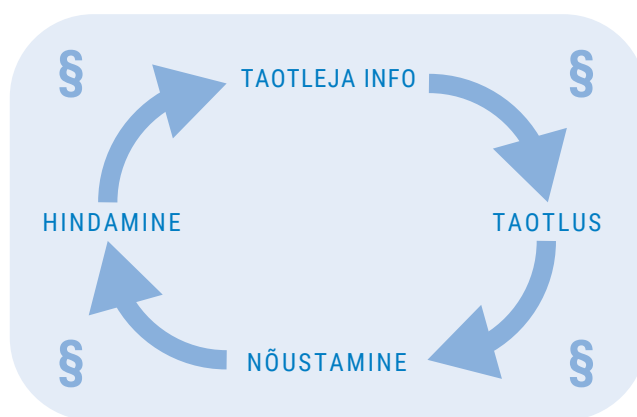 § §
TAOTLEJA INFO
HINDAMINE TAOTLUS
§ §
NÕUSTAMINE